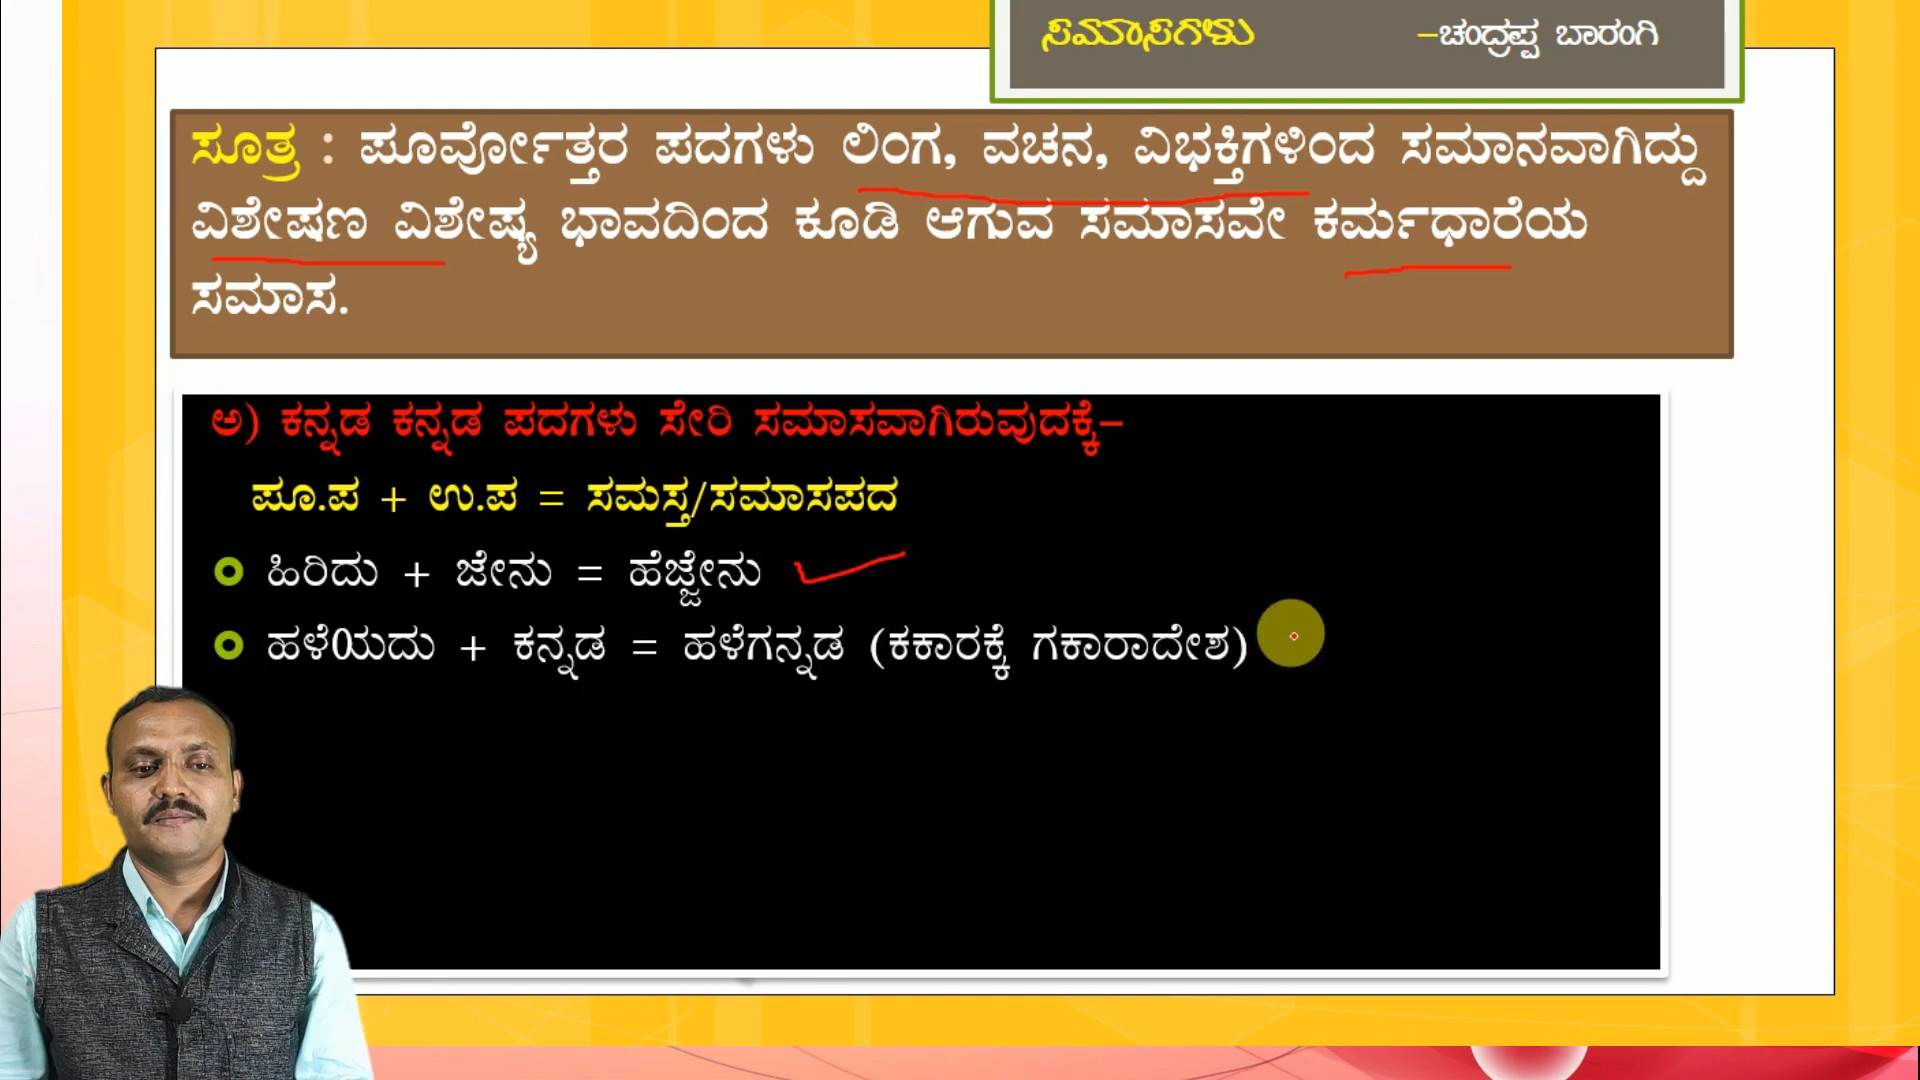 ಸಮಾಸಗಳು –ಚಂದ್ರಪ್ಪ ಬಾರಂಗಿ
ಸೂತ್ರ : ಪೂರ್ವೋತ್ತರ ಪದಗಳು ಲಿಂಗ, ವಚನ, ವಿಭಕ್ತಿಗಳಿಂದ ಸಮಾನವಾಗಿದ್ದು
ವಿಶೇಷಣ ವಿಶೇಷ್ಯ ಭಾವದಿಂದ ಕೂಡಿ ಆಗುವ ಸಮಾಸವೇ ಕರ್ಮಧಾರೆಯ
ಸಮಾಸ.
ಅ) ಕನ್ನಡ ಕನ್ನಡ ಪದಗಳು ಸೇರಿ ಸಮಾಸವಾಗಿರುವುದಕ್ಕೆ–
ಪೂ.ಪ + ಉ.ಪ = ಸಮಸ್ತ/ಸಮಾಸಪದ
ಹಿರಿದು + ಜೇನು = ಹೆಜ್ಜೇನು
ಹಳೆಯದು + ಕನ್ನಡ = ಹಳೆಗನ್ನಡ (ಕಕಾರಕ್ಕೆ ಗಕಾರಾದೇಶ)